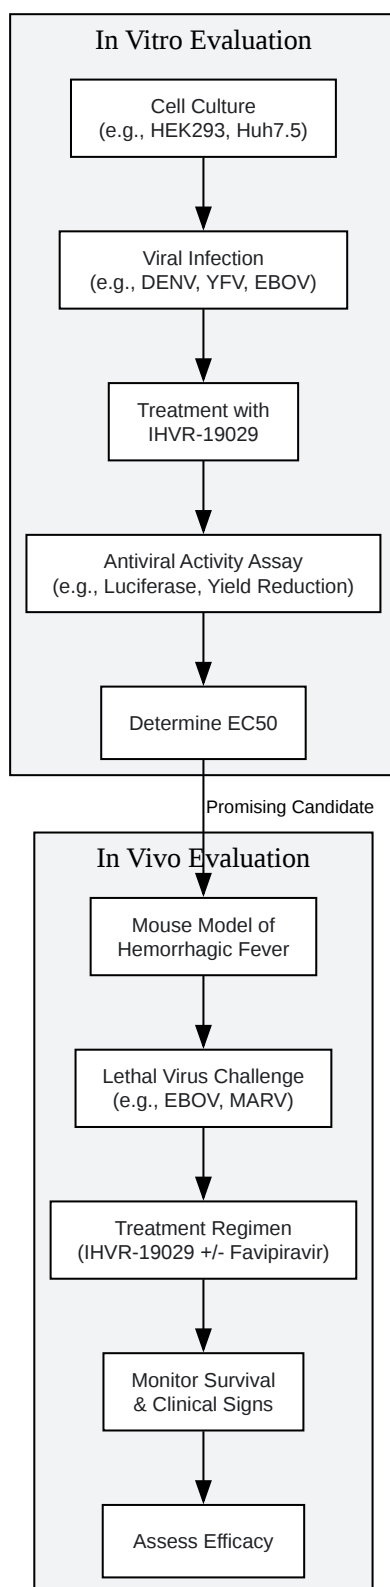 In Vitro Evaluation
Cell Culture
(e.g., HEK293, Huh7.5)
Viral Infection
(e.g., DENV, YFV, EBOV)
Treatment with
IHVR-19029
Antiviral Activity Assay
(e.g., Luciferase, Yield Reduction)
Determine EC50
Promising Candidate
In Vivo Evaluation
Mouse Model of
Hemorrhagic Fever
Lethal Virus Challenge
(e.g., EBOV, MARV)
Treatment Regimen
(IHVR-19029 +/- Favipiravir)
Monitor Survival
& Clinical Signs
Assess Efficacy